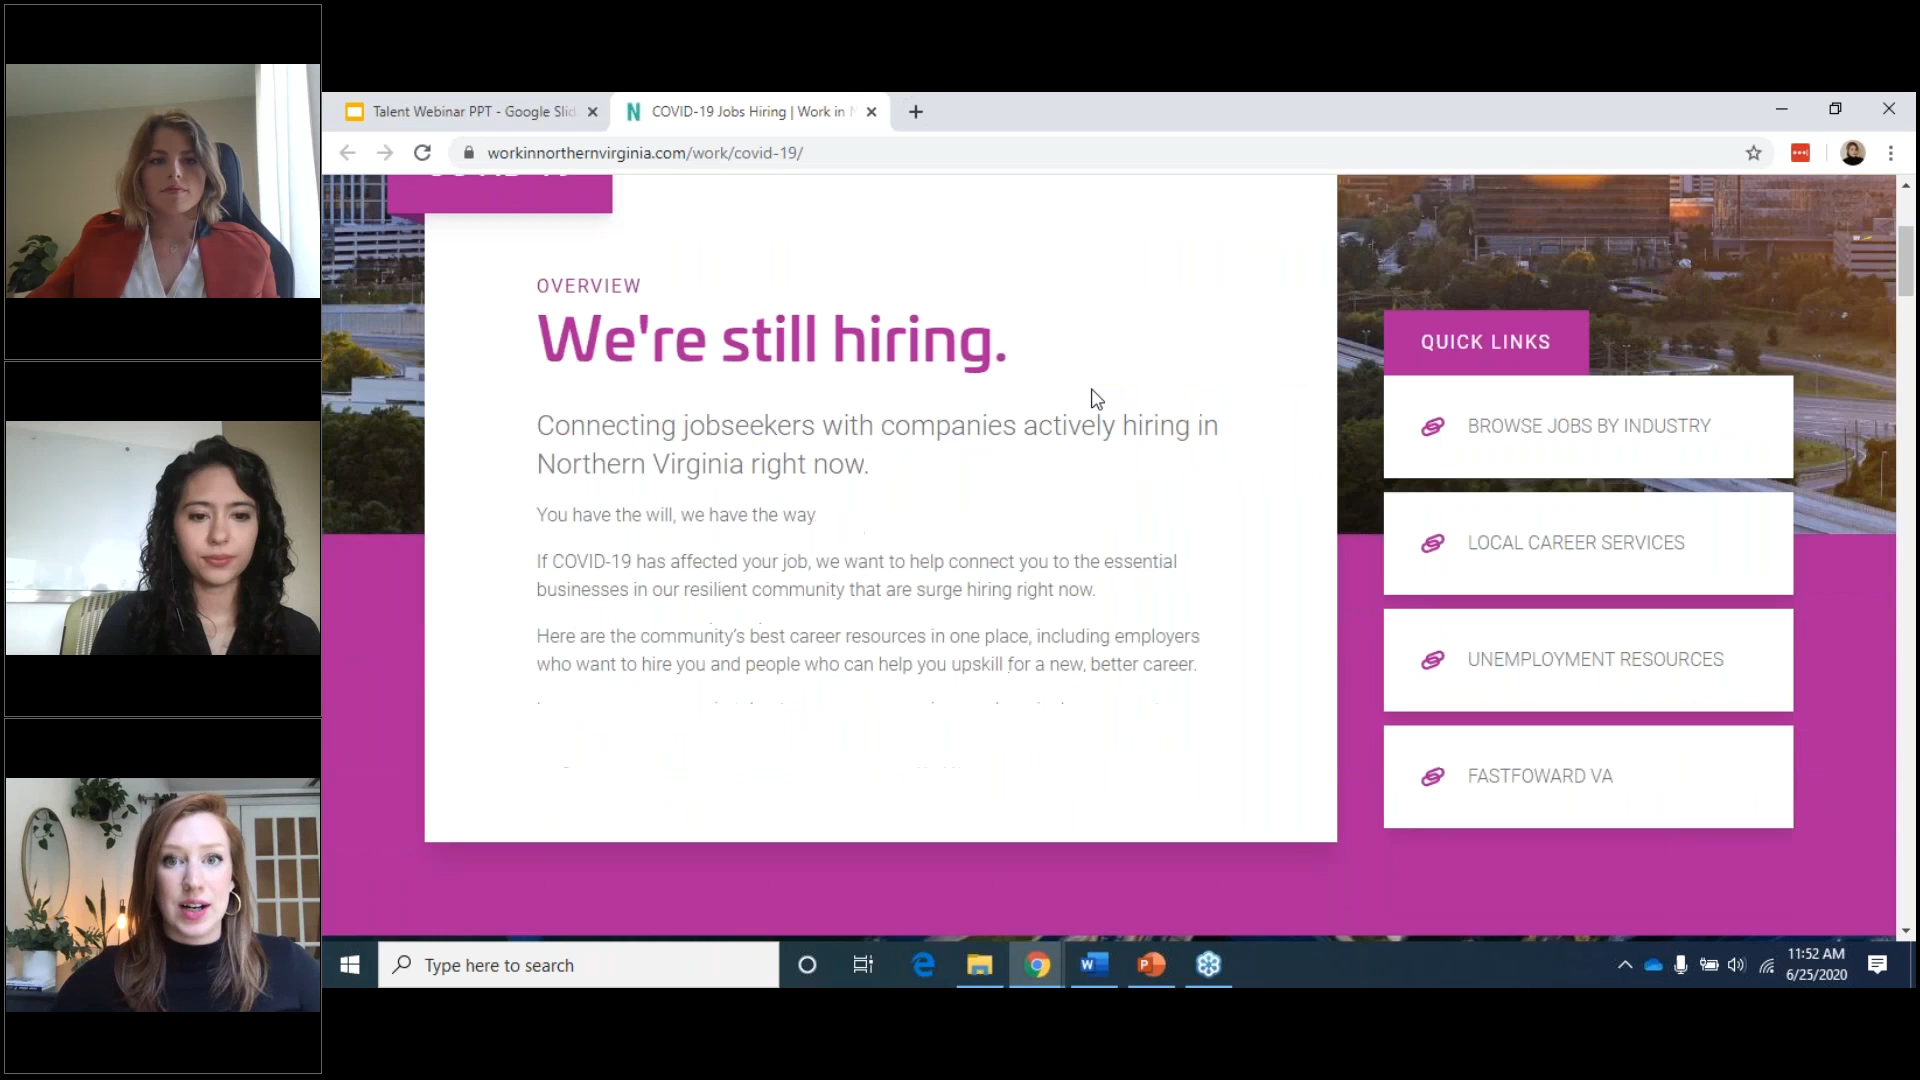 Talent Webinar PPT - Google Slid
COVID-19 Jobs Hiring | Work in
workinnorthernvirginia.com/work/covid-19/
OVERVIEW
We're still hiring.
Connecting jobseekers with companies actively hiring in
Northern Virginia right now.
You have the will, we have the way
If COVID-19 has affected your job, we want to help connect you to the essential
businesses in our resilient community that are surge hiring right now.
Here are the community's best career resources in one place, including employers
who want to hire you and people who can help you upskill for a new, better career.
QUICK LINKS
BROWSE JOBS BY INDUSTRY
LOCAL CAREER SERVICES
UNEMPLOYMENT RESOURCES
FASTFOWARD VA
Type here to search
11:52 AM
6/25/2020